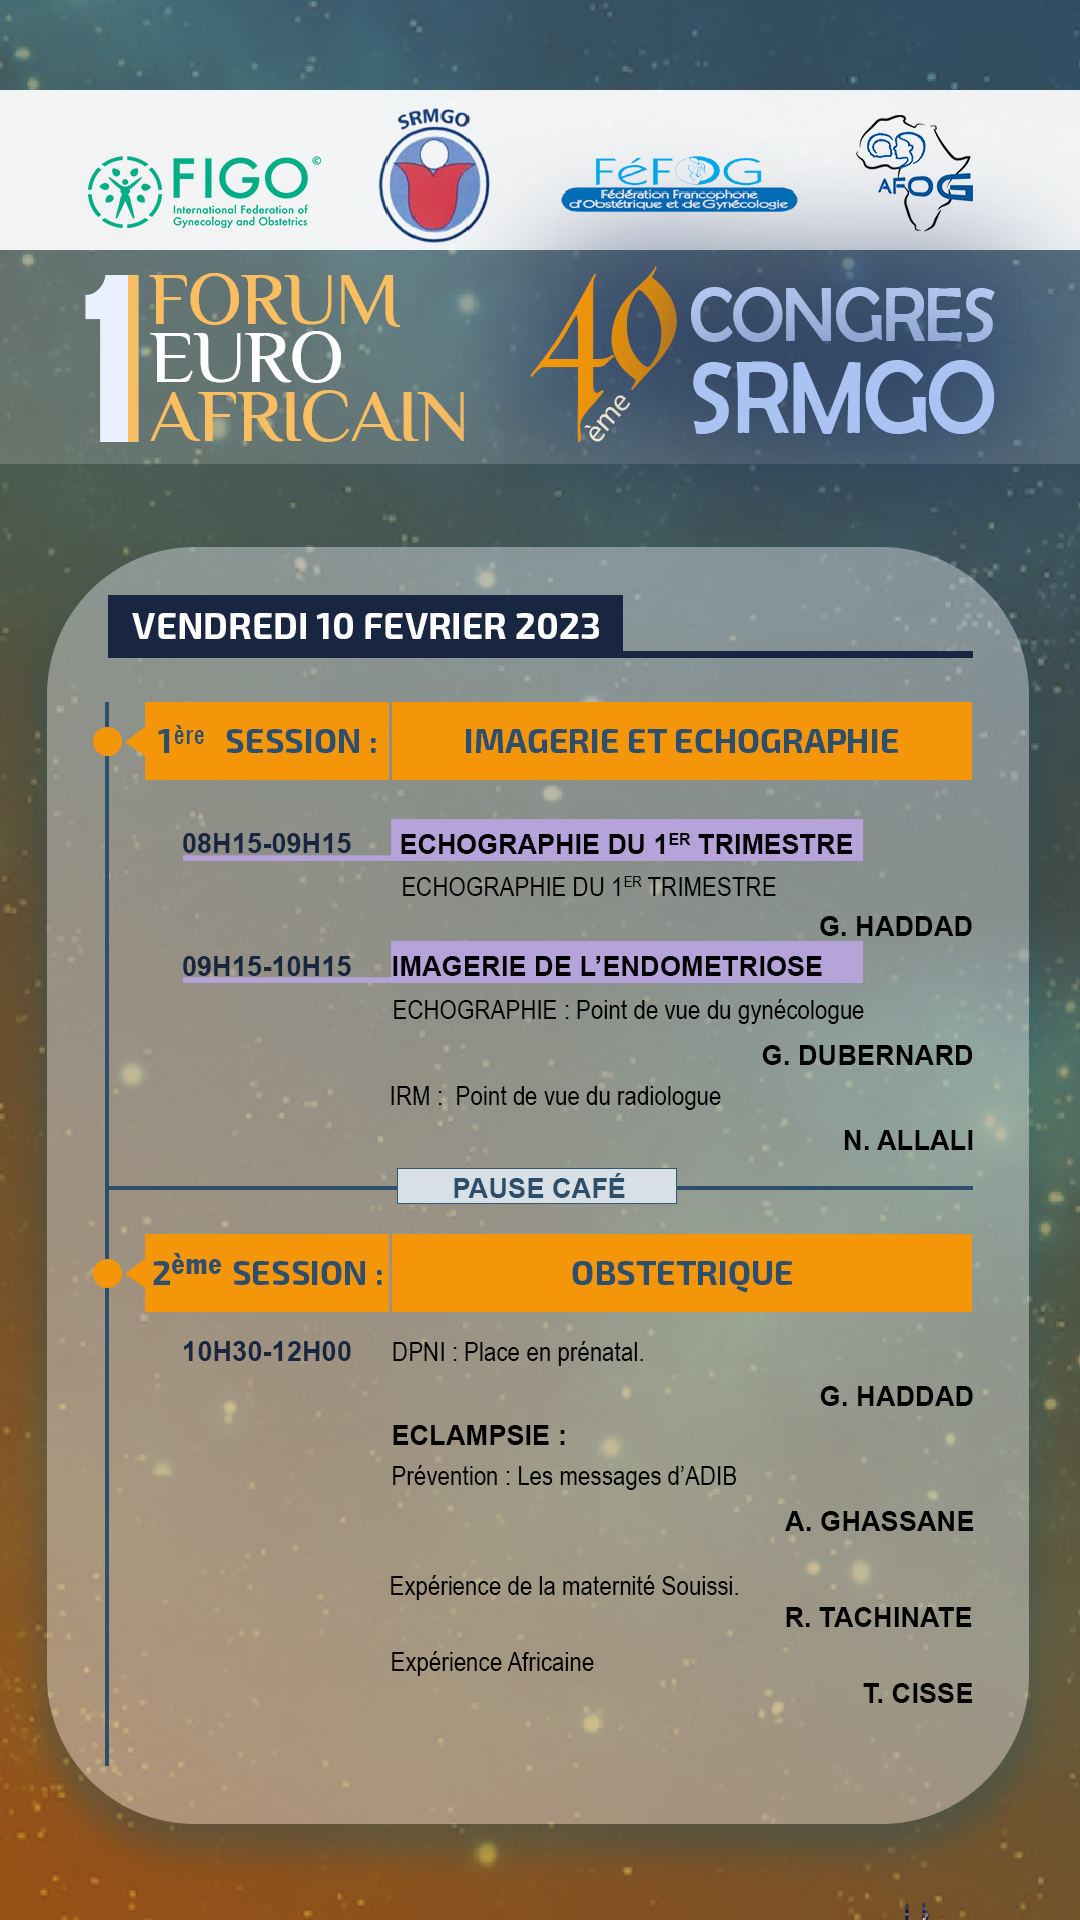 SRMGO
FIGO©
International Federation of
Gynecology and Obstetrics
FéFOG
Fédération Francophone
d'Obstétrique et de Gynécologie
AFOG
1 FORUM
EURO
AFRICAIN
40ème CONGRES
SRMGO
VENDREDI 10 FEVRIER 2023
1ère SESSION : IMAGERIE ET ECHOGRAPHIE
08H15-09H15 ECHOGRAPHIE DU 1ER TRIMESTRE
ECHOGRAPHIE DU 1ER TRIMESTRE
G. HADDAD
09H15-10H15 IMAGERIE DE L’ENDOMETRIOSE
ECHOGRAPHIE : Point de vue du gynécologue
G. DUBERNARD
IRM : Point de vue du radiologue
N. ALLALI
PAUSE CAFÉ
2ème SESSION : OBSTETRIQUE
10H30-12H00 DPNI : Place en prénatal.
G. HADDAD
ECLAMPSIE :
Prévention : Les messages d’ADIB
A. GHASSANE
Expérience de la maternité Souissi.
R. TACHINATE
Expérience Africaine
T. CISSE